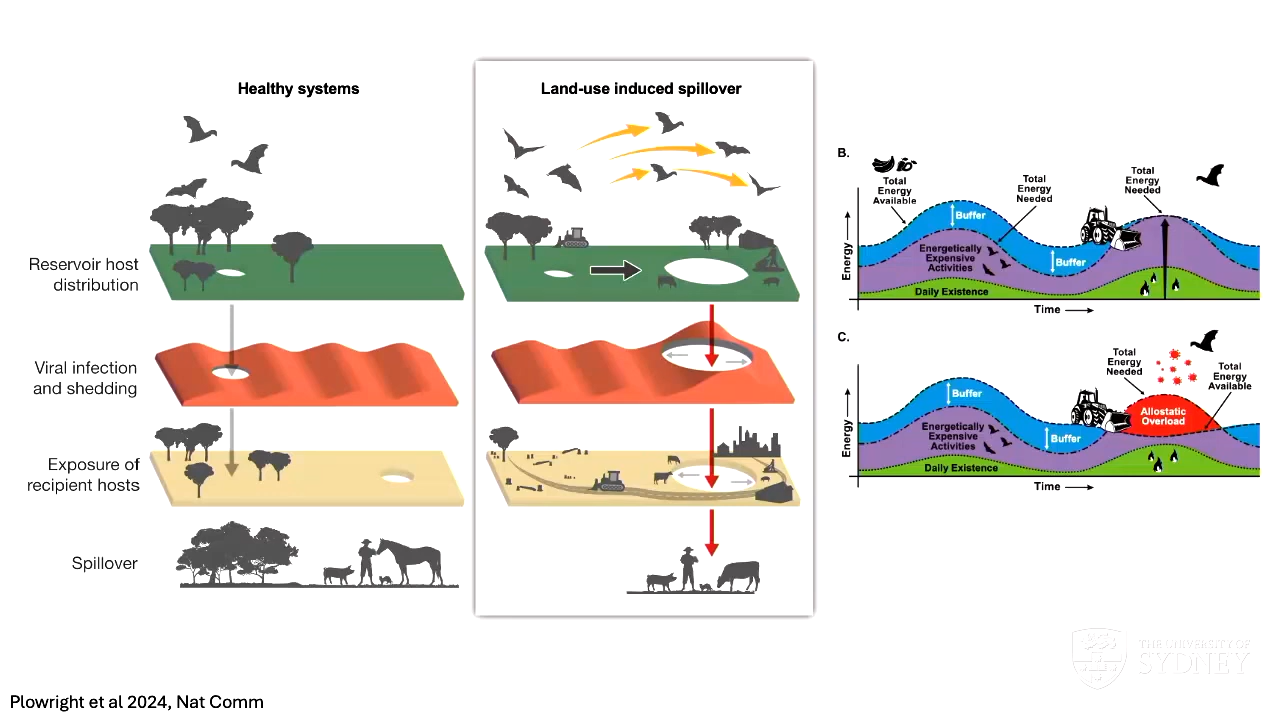 Healthy systems
Land-use induced spillover
Reservoir host
distribution
Viral infection
and shedding
Exposure of
recipient hosts
Spillover
B.
Total
Energy
Available
Total
Energy
Needed
Total
Energy
Needed
Buffer
Energetically
Expensive
Activities
Buffer
Daily Existence
Energy
Time
C.
Total
Energy
Needed
Total
Energy
Available
Buffer
Allostatic
Overload
Energetically
Expensive
Activities
Buffer
Daily Existence
Energy
Time
THE UNIVERSITY OF
SYDNEY
Plowright et al 2024, Nat Comm